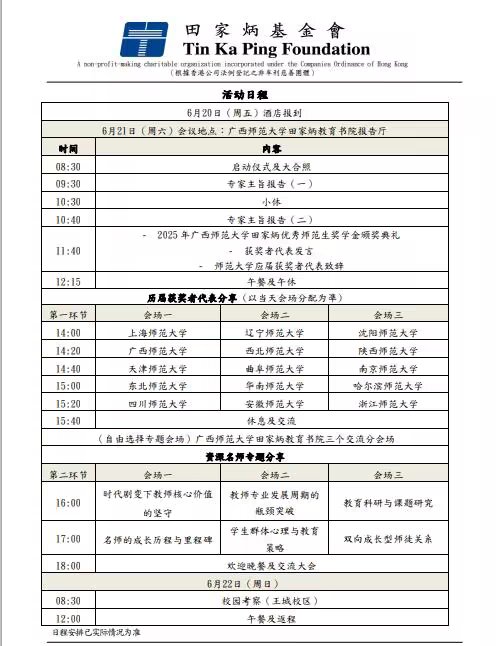 田家炳基金會
Tin Ka Ping Foundation
A non-profit-making charitable organization incorporated under the Companies Ordinance of Hong Kong
(根據香港公司法例登記之非牟利慈善團體)
活动日程
6月20日(周五)酒店报到
6月21日(周六)会议地点:广西师范大学田家炳教育书院报告厅
时间 内容
08:30 启动仪式及大合照
09:30 专家主旨报告(一)
10:30 小休
10:40 专家主旨报告(二)
- 2025年广西师范大学田家炳优秀师范生奖学金颁奖典礼
11:40 - 获奖者代表发言
- 师范大学应届获奖者代表致辞
12:15 午餐及午休
历届获奖者代表分享(以当天会场分配为準)
第一环节 会场一 会场二 会场三
14:00 上海师范大学 辽宁师范大学 沈阳师范大学
14:20 广西师范大学 西北师范大学 陕西师范大学
14:40 天津师范大学 曲阜师范大学 南京师范大学
15:00 东北师范大学 华南师范大学 哈尔滨师范大学
15:20 四川师范大学 安徽师范大学 浙江师范大学
15:40 休息及交流
(自由选择专题会场)广西师范大学田家炳教育书院三个交流分会场
资源名师专题分享
第二环节 会场一 会场二 会场三
16:00 时代剧变下教师核心价值的坚守 教师专业发展周期的瓶颈突破 教育科研与课题研究
17:00 名师的成长历程与里程碑 学生群体心理与教育策略 双向成长型师徒关系
18:00 欢迎晚餐及交流大会
6月22日(周日)
08:30 校园考察(王城校区)
12:00 午餐及返程
日程安排已实际情况为准